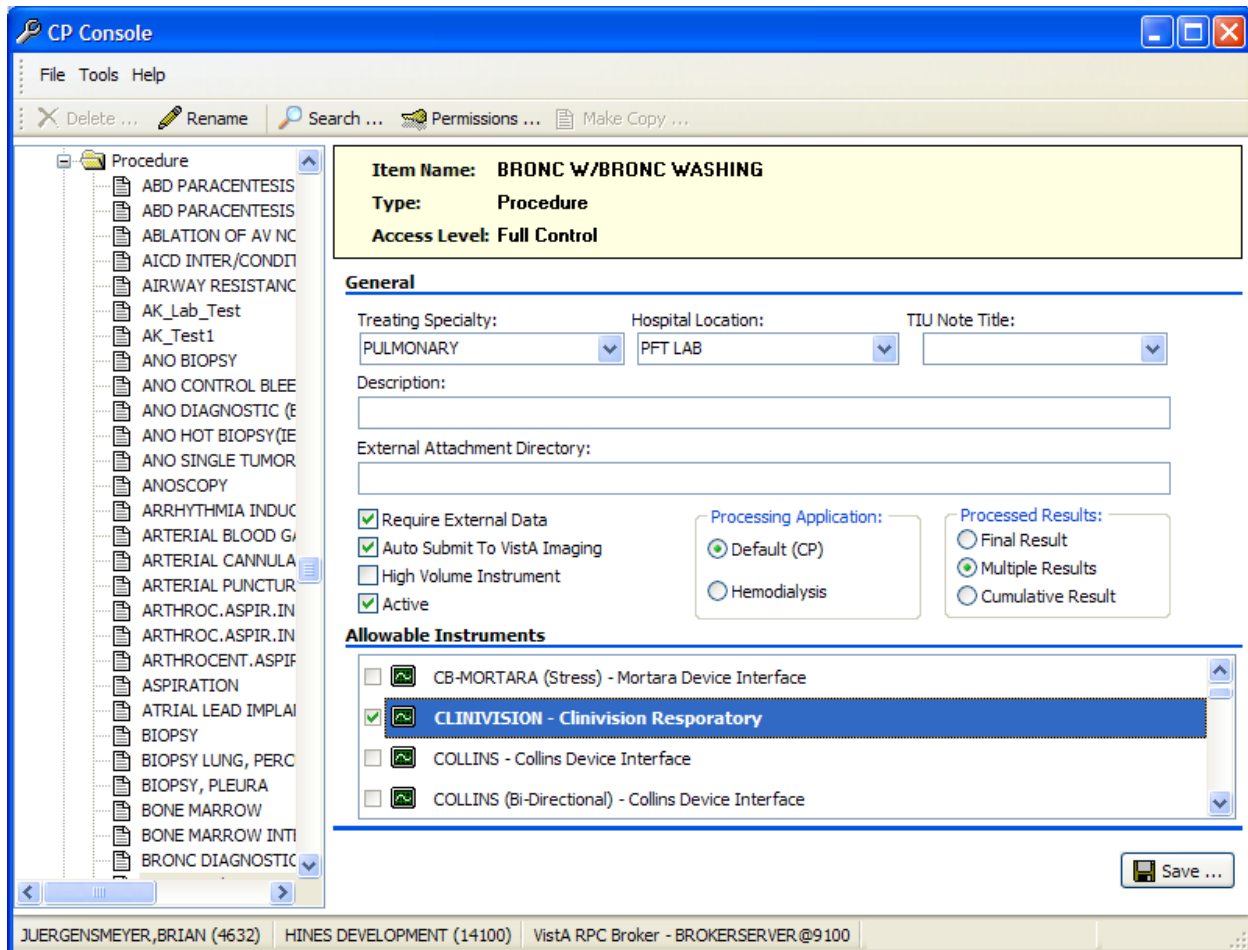 CP Console
File Tools Help
Delete ... Rename Search ... Permissions ... Make Copy ...
Procedure
ABD PARACENTESIS
ABD PARACENTESIS
ABLATION OF AV NO
AICD INTER/CONDIT
AIRWAY RESISTANC
AK_Lab_Test
AK_Test1
ANO BIOPSY
ANO CONTROL BLEE
ANO DIAGNOSTIC (E
ANO HOT BIOPSY(IE
ANO SINGLE TUMOR
ANOSCOPY
ARRHYTHMIA INDUC
ARTERIAL BLOOD GA
ARTERIAL CANNULA
ARTERIAL PUNCTUR
ARTHROC.ASPIR.IN
ARTHROC.ASPIR.IN
ARTHROCENT.ASPIF
ASPIRATION
ATRIAL LEAD IMPLAI
BIOPSY
BIOPSY LUNG, PERC
BIOPSY, PLEURA
BONE MARROW
BONE MARROW INTI
BRONC DIAGNOSTIC
Item Name: BRONC W/BRONC WASHING
Type: Procedure
Access Level: Full Control
General
Treating Specialty: Hospital Location: TIU Note Title:
PULMONARY PFT LAB
Description:
External Attachment Directory:
Require External Data
Auto Submit To VistA Imaging
High Volume Instrument
Active
Processing Application:
Default (CP)
Hemodialysis
Processed Results:
Final Result
Multiple Results
Cumulative Result
Allowable Instruments
CB-MORTARA (Stress) - Mortara Device Interface
CLINIVISION - Clinivision Resporatory
COLLINS - Collins Device Interface
COLLINS (Bi-Directional) - Collins Device Interface
Save ...
JUERGENSMEYER,BRIAN (4632) HINES DEVELOPMENT (14100) VistA RPC Broker - BROKERSERVER@9100